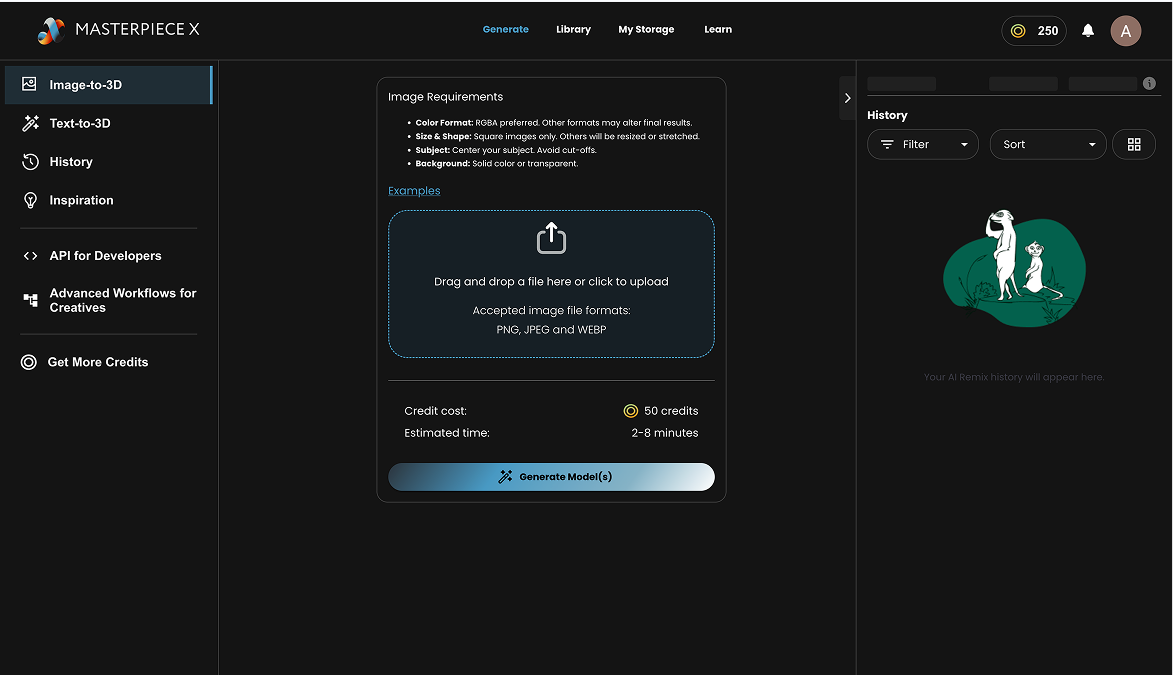 MASTERPIECE X
Generate
Library
My Storage
Learn
250
A
Image-to-3D
Text-to-3D
History
Inspiration
API for Developers
Advanced Workflows for
Creatives
Get More Credits
Image Requirements
• Color Format: RGBA preferred. Other formats may alter final results.
• Size & Shape: Square images only. Others will be resized or stretched.
• Subject: Center your subject. Avoid cut-offs.
• Background: Solid color or transparent.
Examples
Drag and drop a file here or click to upload
Accepted image file formats:
PNG, JPEG and WEBP
Credit cost: 50 credits
Estimated time: 2-8 minutes
Generate Model(s)
History
Filter
Sort
Your AI Remix history will appear here.